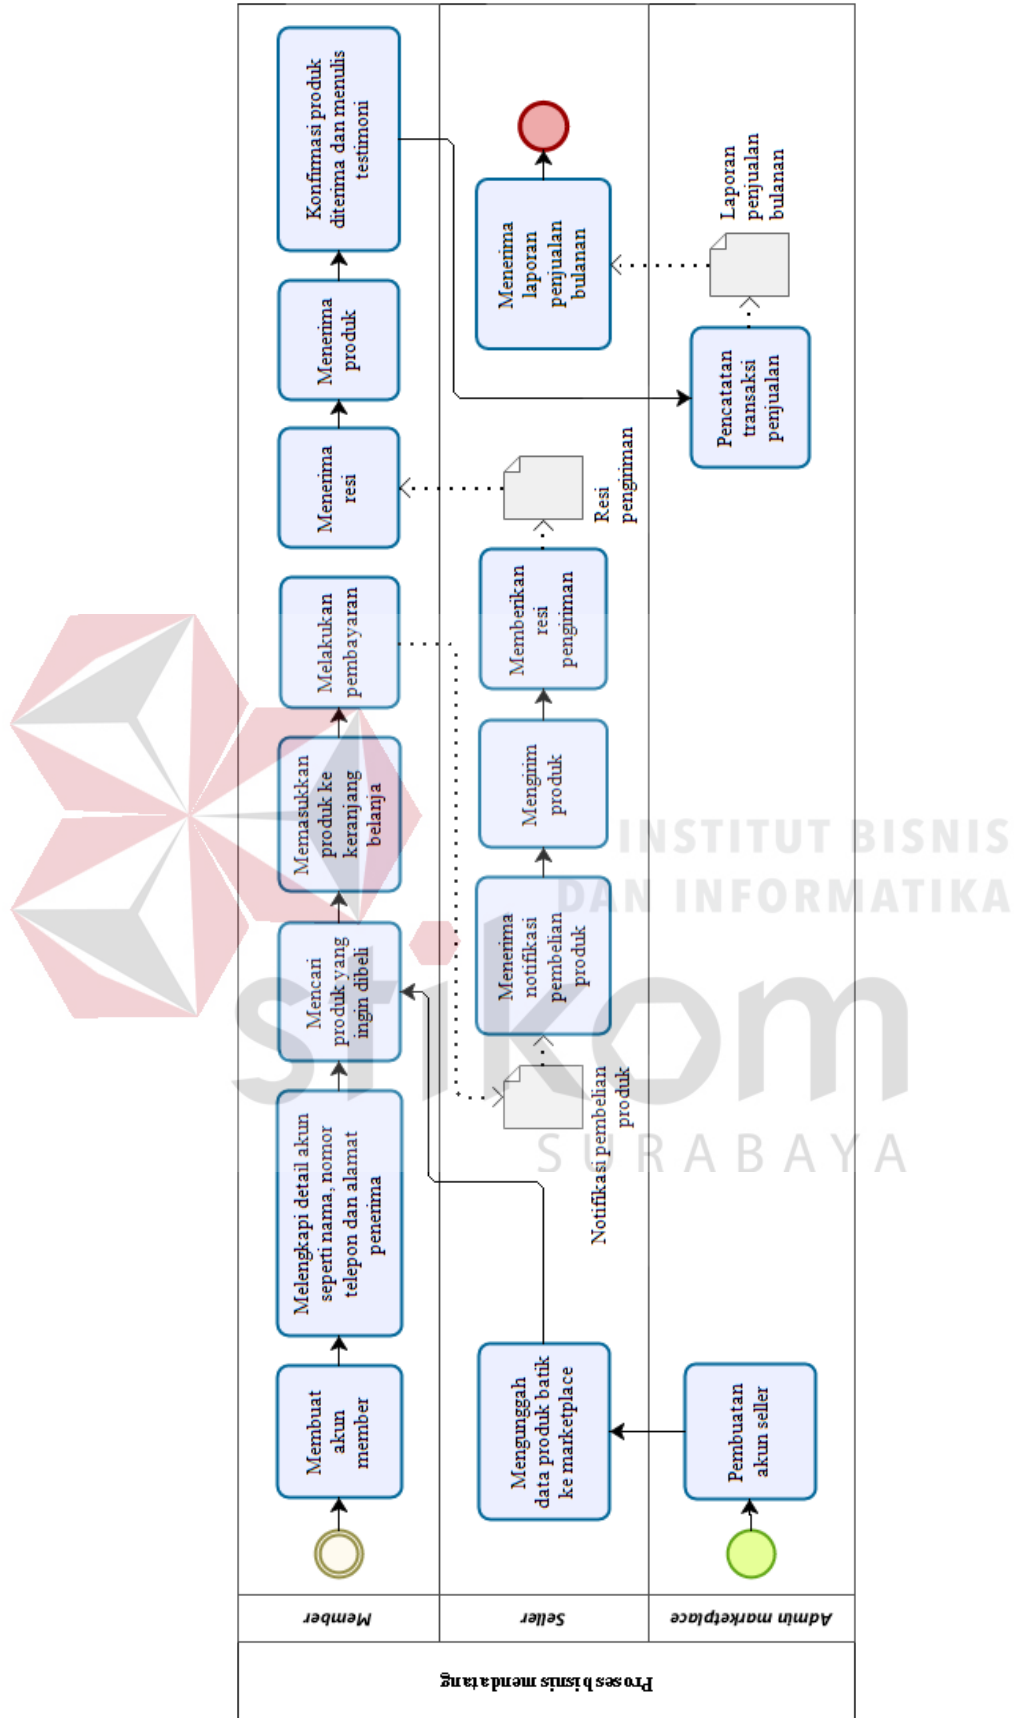 Proses bisnis mendatang
Member
Membuat
akun
member
Melengkapi detail akun
seperti nama, nomor
telepon dan alamat
penerima
Mencari
produk yang
ingin dibeli
Memasukkan
produk ke
keranjang
belanja
Melakukan
pembayaran
Menerima
resi
Menerima
produk
Konfirmasi produk
diterima dan menulis
testimoni
Seller
Mengunggah
data produk batik
ke marketplace
Notifikasi pembelian
produk
Menerima
notifikasi
pembelian
produk
Mengirim
produk
Memberikan
resi
pengiriman
Resi
pengiriman
Menerima
laporan
penjualan
bulanan
Admin marketplace
Pembuatan
akun seller
Pencatatan
transaksi
penjualan
Laporan
penjualan
bulanan
INSTITUT BISNIS
DAN INFORMATIKA
stikom
SURABAYA